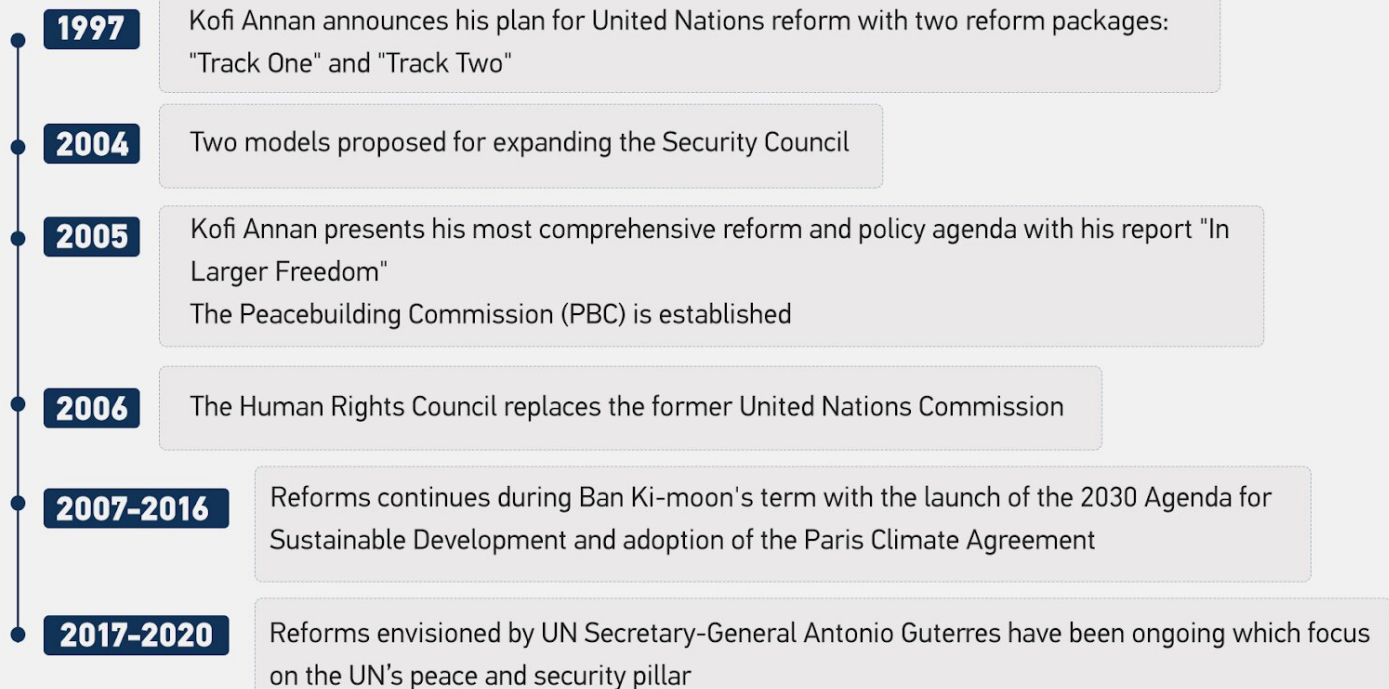 1997
Kofi Annan announces his plan for United Nations reform with two reform packages:
"Track One" and "Track Two"
2004
Two models proposed for expanding the Security Council
2005
Kofi Annan presents his most comprehensive reform and policy agenda with his report "In
Larger Freedom"
The Peacebuilding Commission (PBC) is established
2006
The Human Rights Council replaces the former United Nations Commission
2007-2016
Reforms continues during Ban Ki-moon's term with the launch of the 2030 Agenda for
Sustainable Development and adoption of the Paris Climate Agreement
2017-2020
Reforms envisioned by UN Secretary-General Antonio Guterres have been ongoing which focus
on the UN’s peace and security pillar